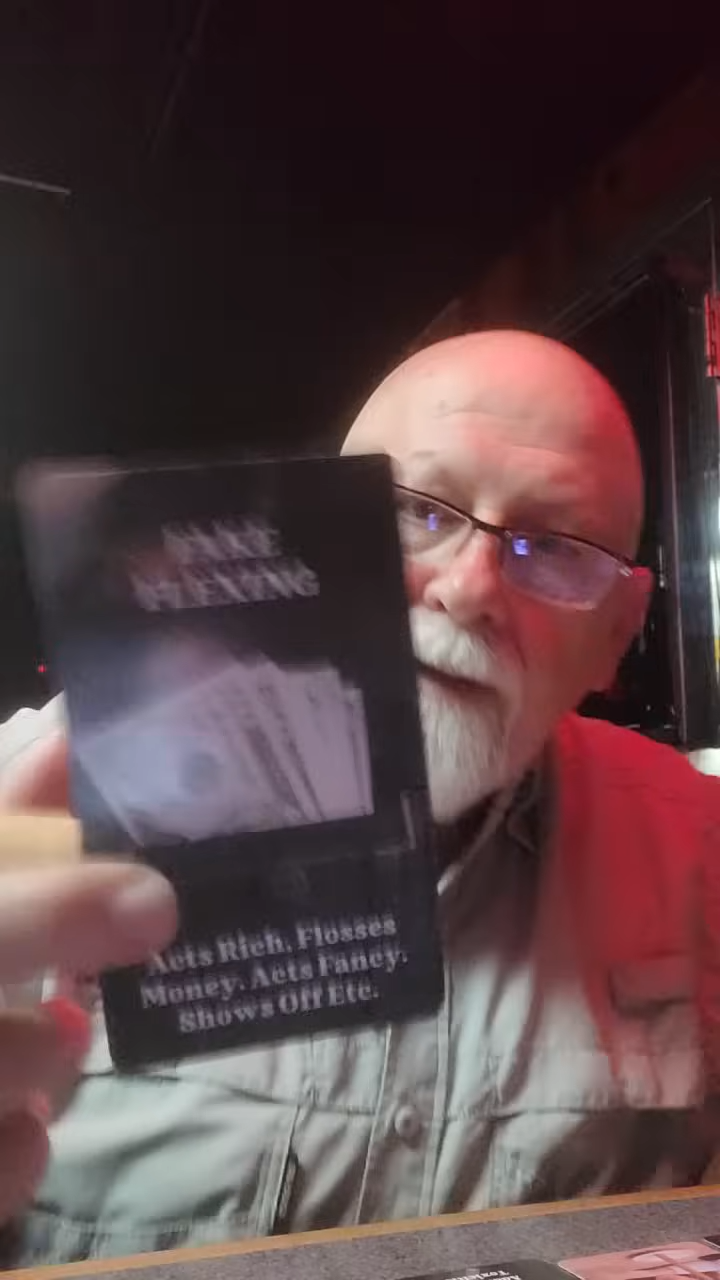 FAKE
FLEXING
Acts Rich. Flosses
Money. Acts Fancy.
Shows Off Etc.